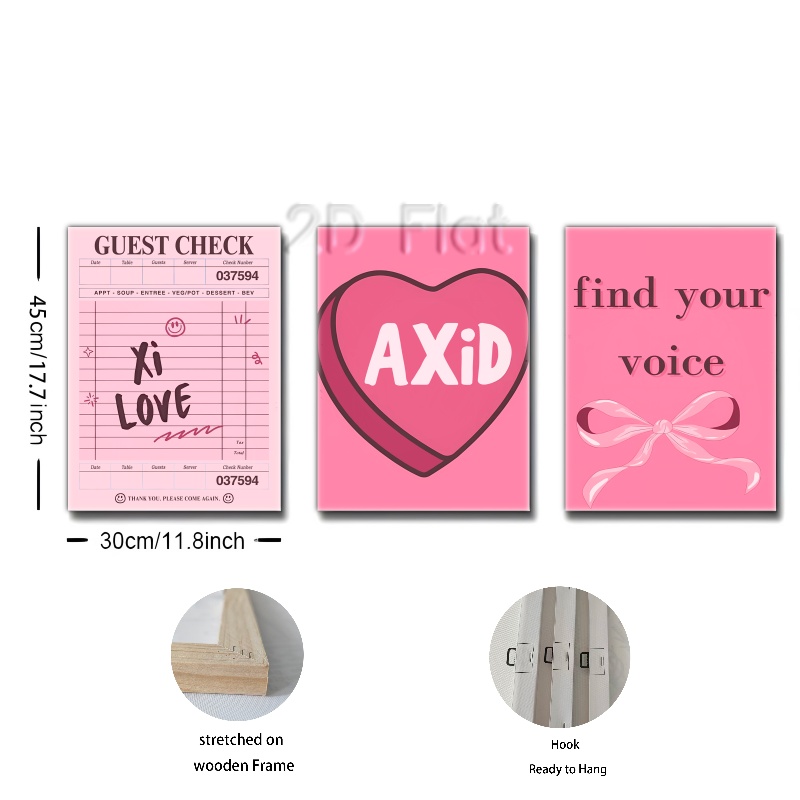 2D Flat
GUEST CHECK
Date Table Guests Server Check Number
037594
APPT - SOUP - ENTREE - VEG/POT - DESSERT - BEV
Xi
LOVE
Tax
Total
Date Table Guests Server Check Number
037594
THANK YOU, PLEASE COME AGAIN.
AXiD
find your
voice
45cm/17.7inch
30cm/11.8inch
stretched on
wooden Frame
Hook
Ready to Hang